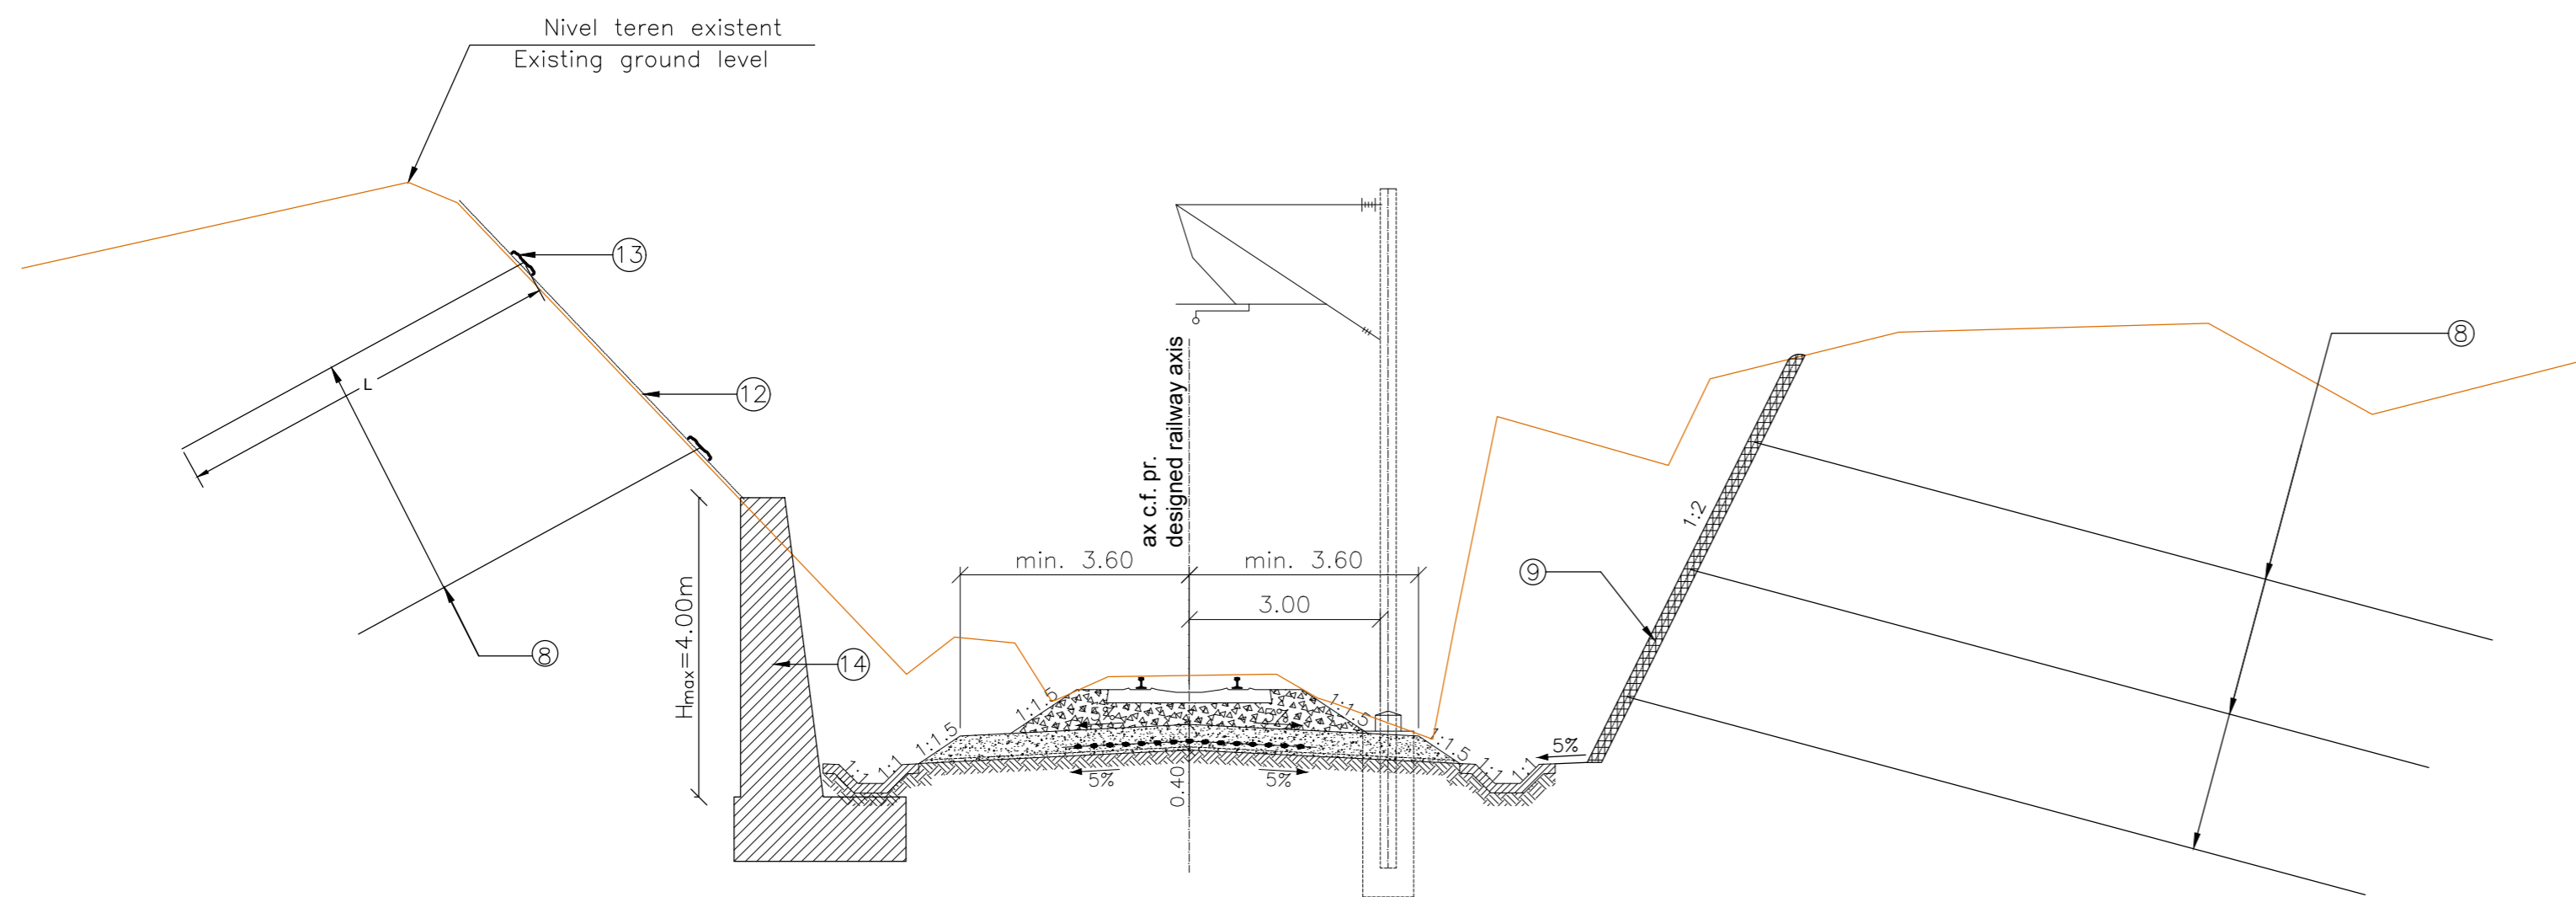 Nivel teren existent
Existing ground level
13
8
L
12
ax c.f. pr.
designed railway axis
1:2
min. 3.60
min. 3.60
9
3.00
Hmax=4.00m
14
8
1:1.5
1:1.5
5%
5%
1:1.5
1:1.5
5%
1:1
1:1
1:1
1:1
5%
5%
0.40